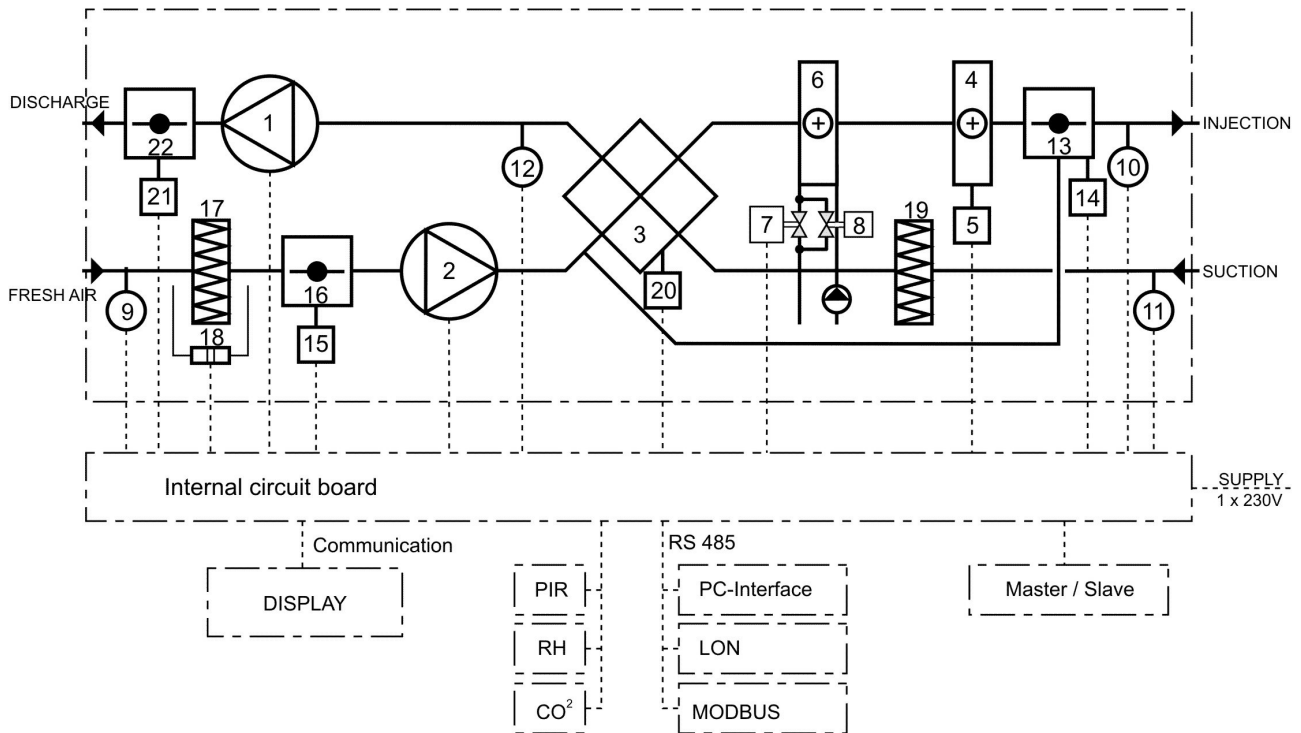 DISCHARGE
22
1
12
6
4
13
INJECTION
10
21
17
3
7
8
19
5
14
FRESH AIR
9
16
2
20
SUCTION
11
18
15
Internal circuit board
SUPPLY
1 x 230V
Communication
RS 485
DISPLAY
PIR
PC-Interface
Master / Slave
RH
LON
CO²
MODBUS